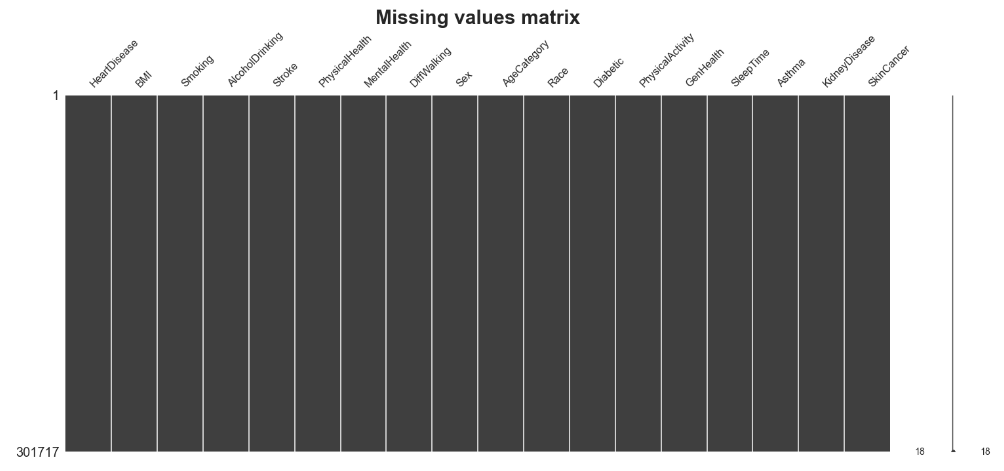 Missing values matrix
HeartDisease
BMI
Smoking
AlcoholDrinking
Stroke
PhysicalHealth
MentalHealth
DiffWalking
Sex
AgeCategory
Race
Diabetic
PhysicalActivity
GenHealth
SleepTime
Asthma
KidneyDisease
SkinCancer
1
301717
18 18